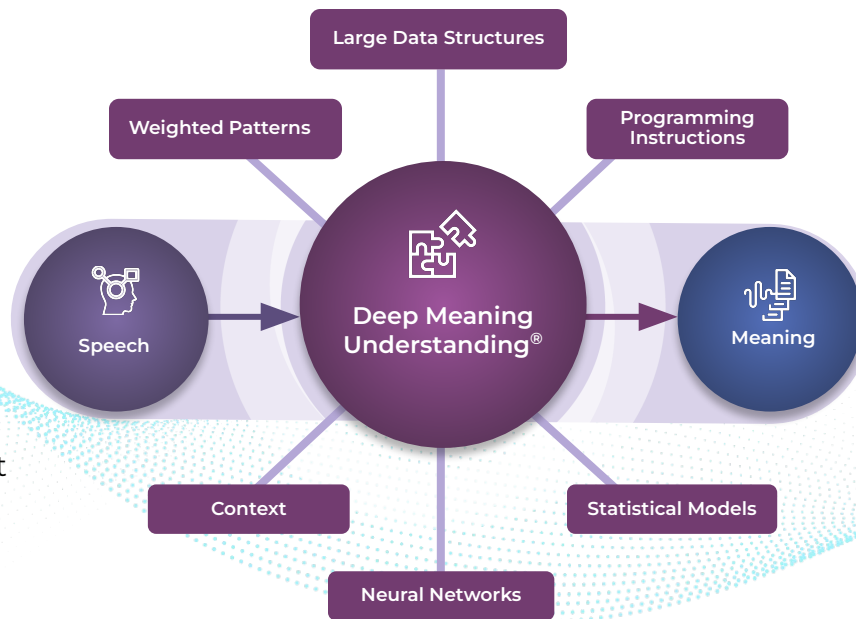 Large Data Structures
Weighted Patterns
Programming
Instructions
Speech
Deep Meaning
Understanding®
Meaning
t
Context
Statistical Models
Neural Networks